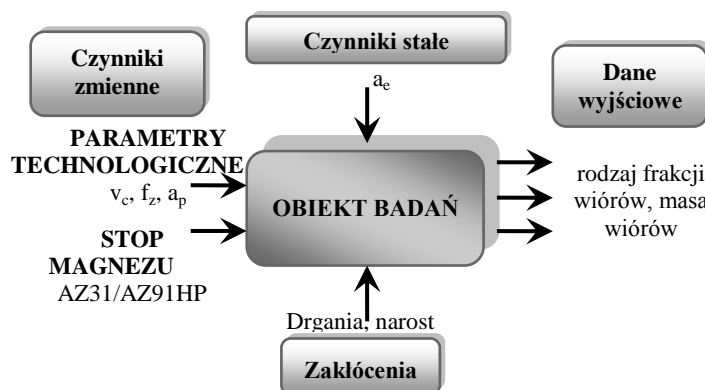 Czynniki stałe
Czynniki
zmienne
Dane
wyjściowe
a_e
PARAMETRY
TECHNOLOGICZNE
v_c, f_z, a_p
STOP
MAGNEZU
AZ31/AZ91HP
OBIEKT BADAŃ
rodzaj frakcji
wiórów, masa
wiórów
Drgania, narost
Zakłócenia